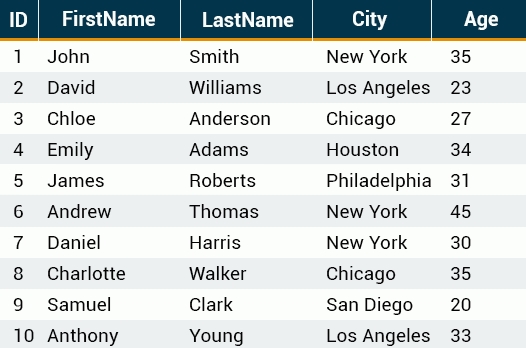 ID FirstName LastName City Age
1 John Smith New York 35
2 David Williams Los Angeles 23
3 Chloe Anderson Chicago 27
4 Emily Adams Houston 34
5 James Roberts Philadelphia 31
6 Andrew Thomas New York 45
7 Daniel Harris New York 30
8 Charlotte Walker Chicago 35
9 Samuel Clark San Diego 20
10 Anthony Young Los Angeles 33